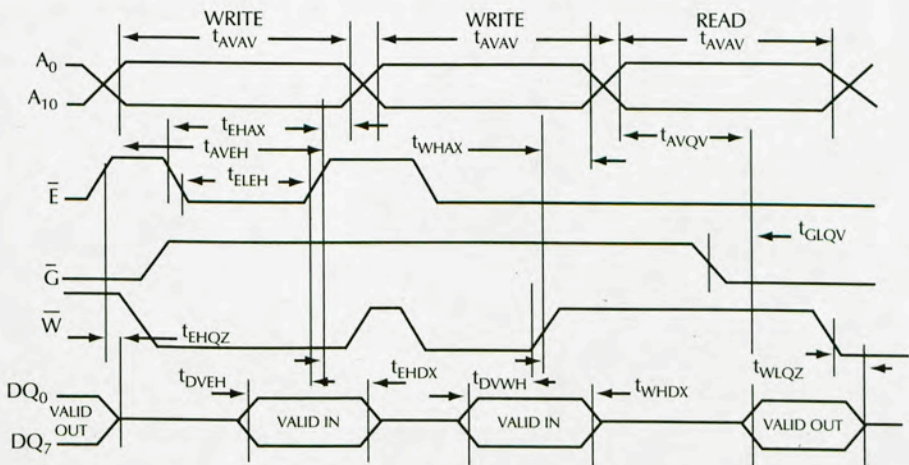 WRITE WRITE READ
tAVAV tAVAV tAVAV
A0
A10
tEHAX tWHAX tAVQV
tAVEH
E̅ tELEH
tGLQV
G̅
W̅
tEHQZ
tDVEH tEHDX tDVWH tWHDX tWLQZ
DQ0
VALID OUT VALID IN VALID IN VALID OUT
DQ7